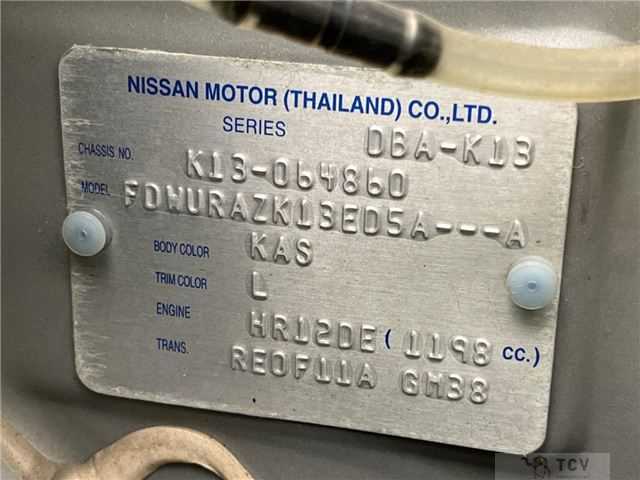 NISSAN MOTOR (THAILAND) CO.,LTD.
SERIES DBA-K13
CHASSIS NO. K13-064860
MODEL FDWURAZK13ED5A---A
BODY COLOR KAS
TRIM COLOR L
ENGINE HR12DE ( 1198 CC.)
TRANS. RE0F11A GM38
TCV